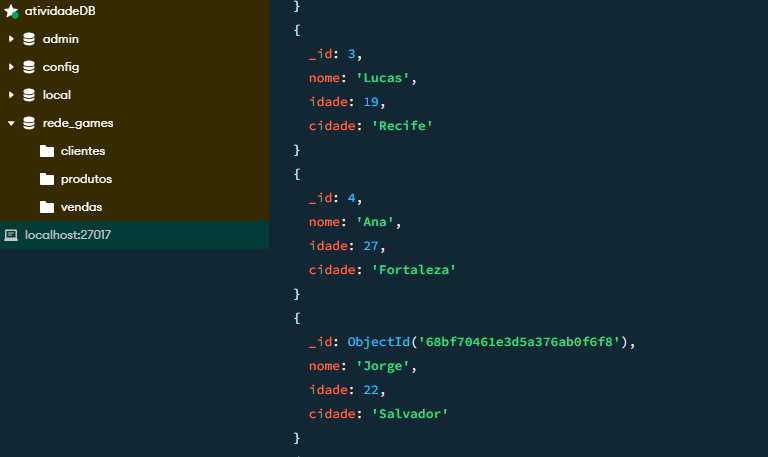 atividadeDB
admin
config
local
rede_games
clientes
produtos
vendas
localhost:27017
}
{
_id: 3,
nome: 'Lucas',
idade: 19,
cidade: 'Recife'
}
{
_id: 4,
nome: 'Ana',
idade: 27,
cidade: 'Fortaleza'
}
{
_id: ObjectId('68bf70461e3d5a376ab0f6f8'),
nome: 'Jorge',
idade: 22,
cidade: 'Salvador'
}